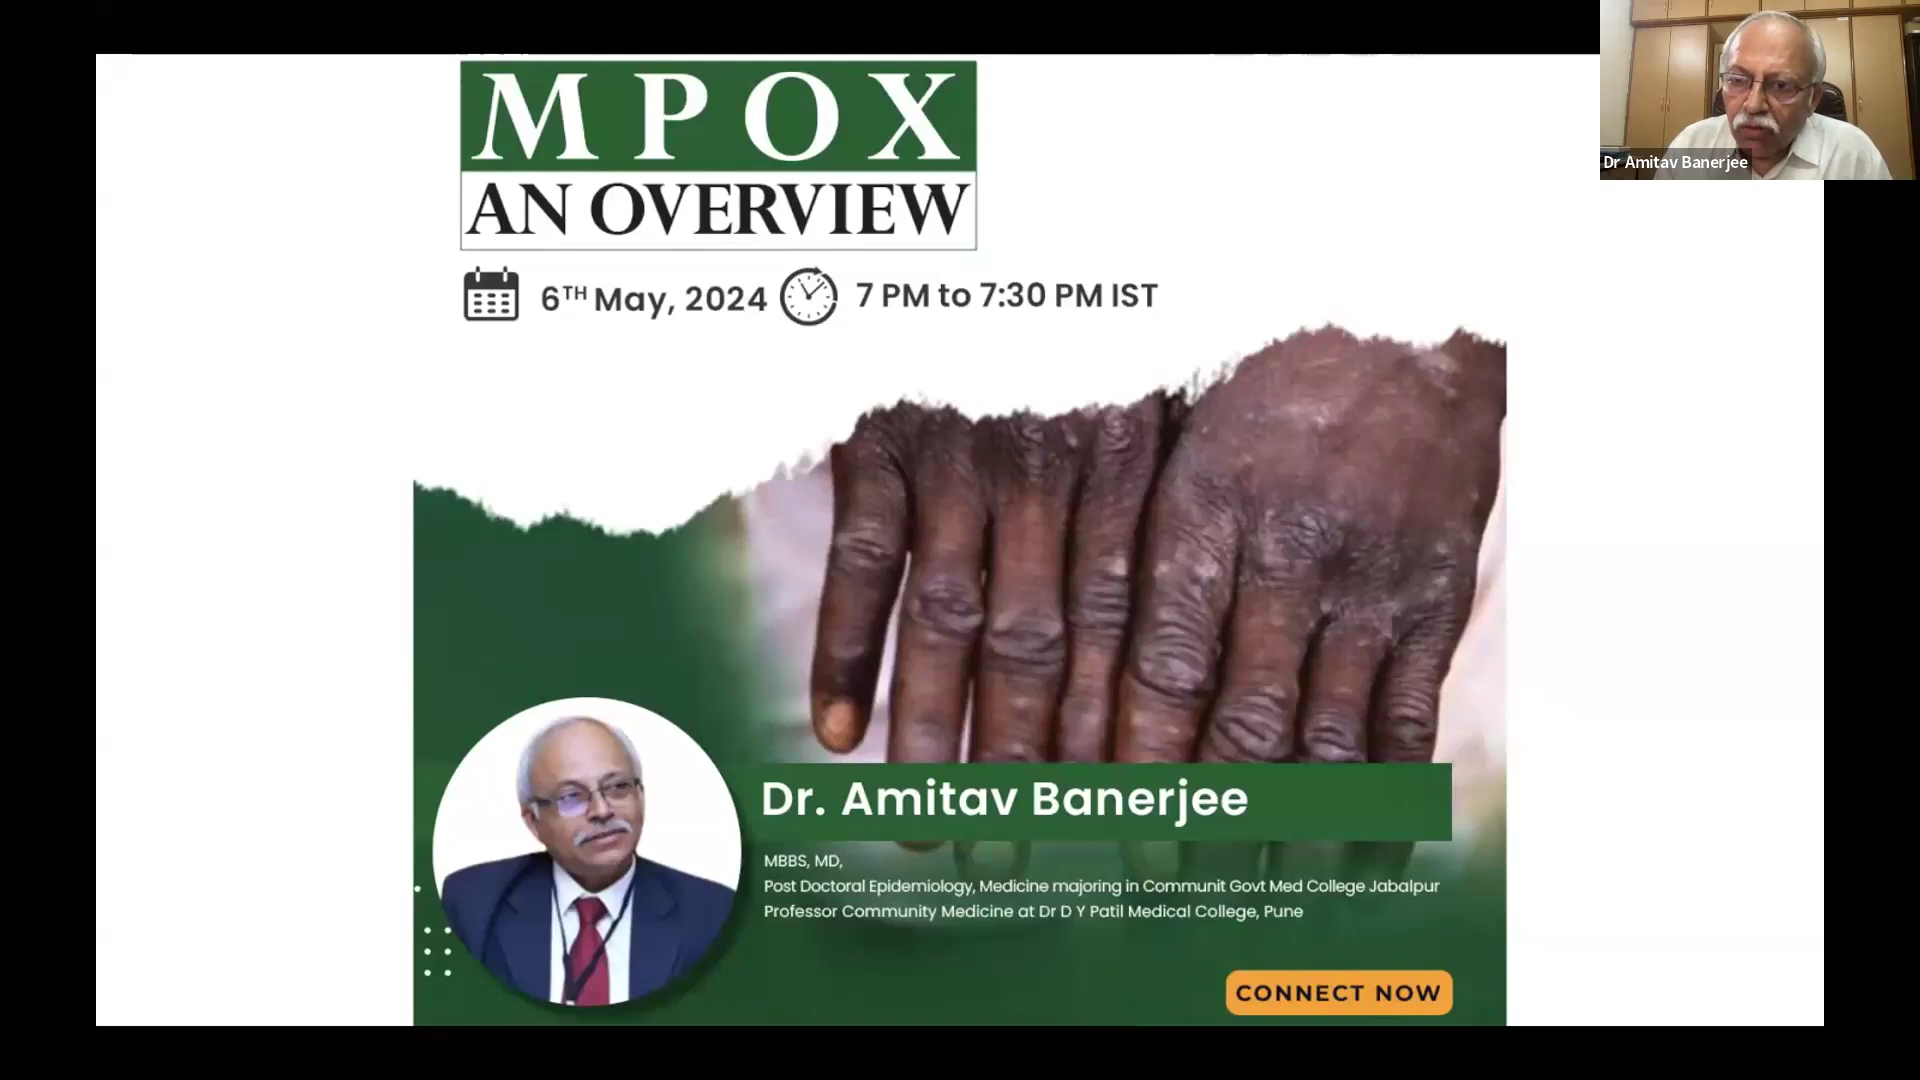 MPOX
AN OVERVIEW
6TH May, 2024
7 PM to 7:30 PM IST
Dr Amitav Banerjee
Dr. Amitav Banerjee
MBBS, MD,
Post Doctoral Epidemiology, Medicine majoring in Communit Govt Med College Jabalpur
Professor Community Medicine at Dr D Y Patil Medical College, Pune
CONNECT NOW